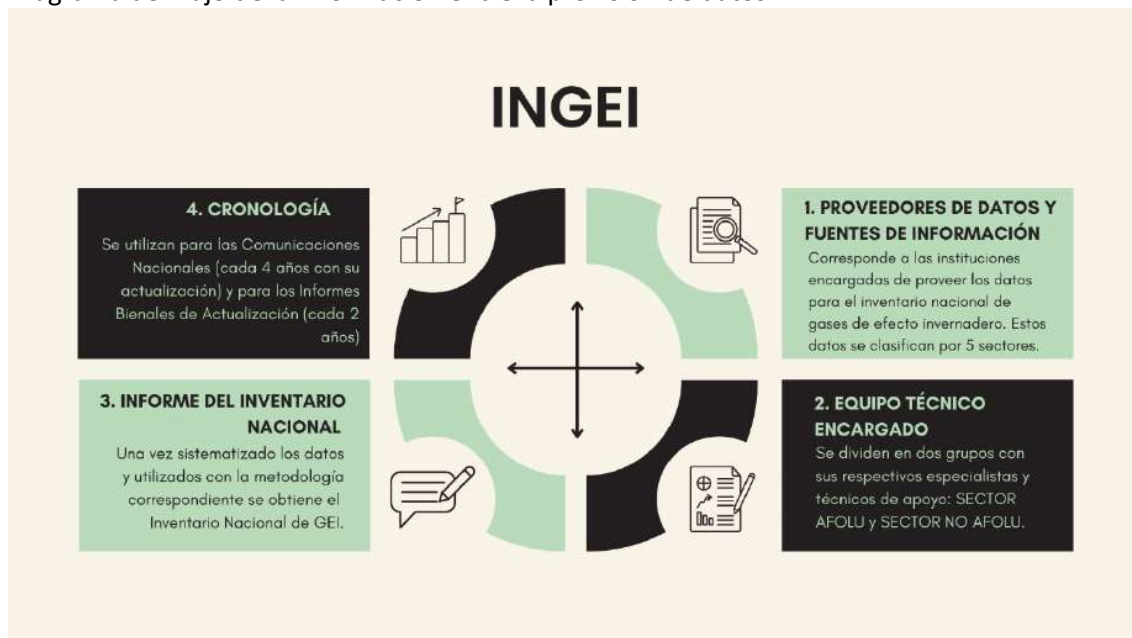 INGEI
4. CRONOLOGÍA
Se utilizan para las Comunicaciones
Nacionales (cada 4 años con su
actualización) y para los Informes
Bienales de Actualización (cada 2
años)
1. PROVEEDORES DE DATOS Y
FUENTES DE INFORMACIÓN
Corresponde a las instituciones
encargadas de proveer los datos
para el inventario nacional de
gases de efecto invernadero. Estos
datos se clasifican por 5 sectores.
3. INFORME DEL INVENTARIO
NACIONAL
Una vez sistematizado los datos
y utilizados con la metodología
correspondiente se obtiene el
Inventario Nacional de GEI.
2. EQUIPO TÉCNICO
ENCARGADO
Se dividen en dos grupos con
sus respectivos especialistas y
técnicos de apoyo: SECTOR
AFOLU y SECTOR NO AFOLU.